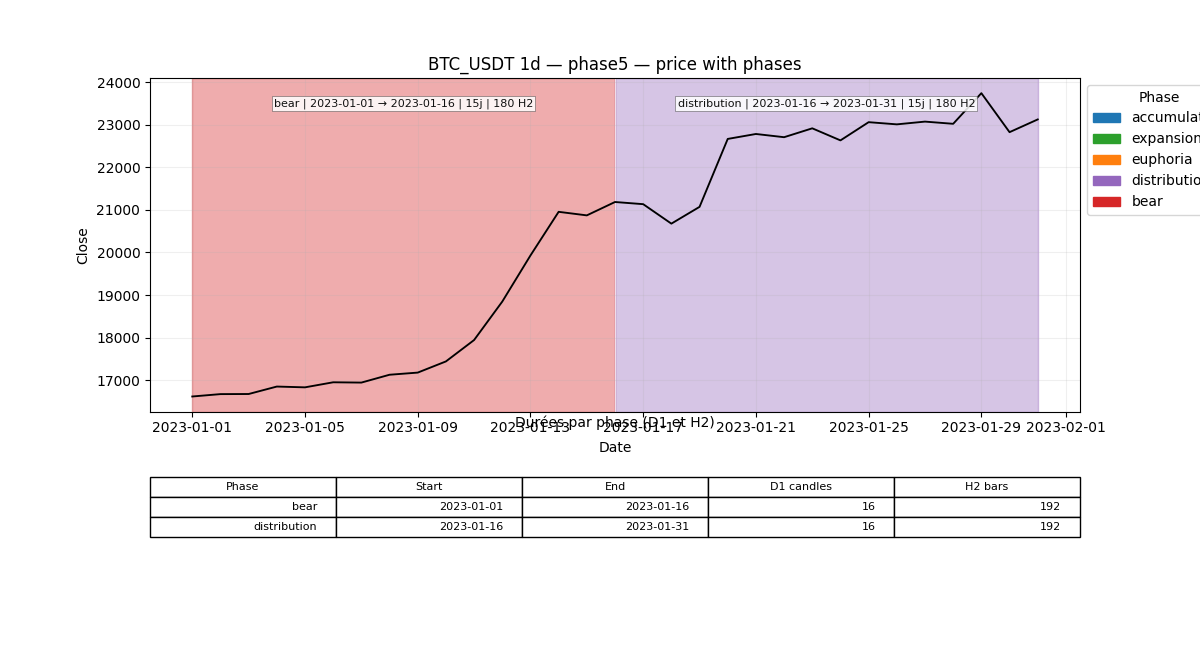 BTC_USDT 1d — phase5 — price with phases
24000
23000
22000
21000
20000
19000
18000
17000
Close
bear | 2023-01-01 → 2023-01-16 | 15j | 180 H2
distribution | 2023-01-16 → 2023-01-31 | 15j | 180 H2
Phase
accumulat
expansion
euphoria
distributio
bear
2023-01-01 2023-01-05 2023-01-09 2023-01-13 2023-01-17 2023-01-21 2023-01-25 2023-01-29 2023-02-01
Durées par phase (D1 et H2)
Date
Phase Start End D1 candles H2 bars
bear 2023-01-01 2023-01-16 16 192
distribution 2023-01-16 2023-01-31 16 192